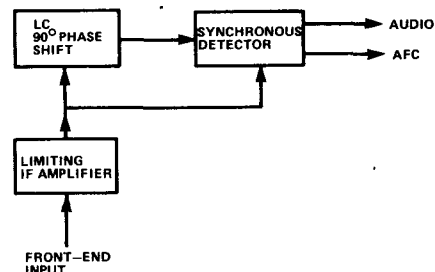 LC
90° PHASE
SHIFT
SYNCHRONOUS
DETECTOR
AUDIO
AFC
LIMITING
IF AMPLIFIER
FRONT—END
INPUT